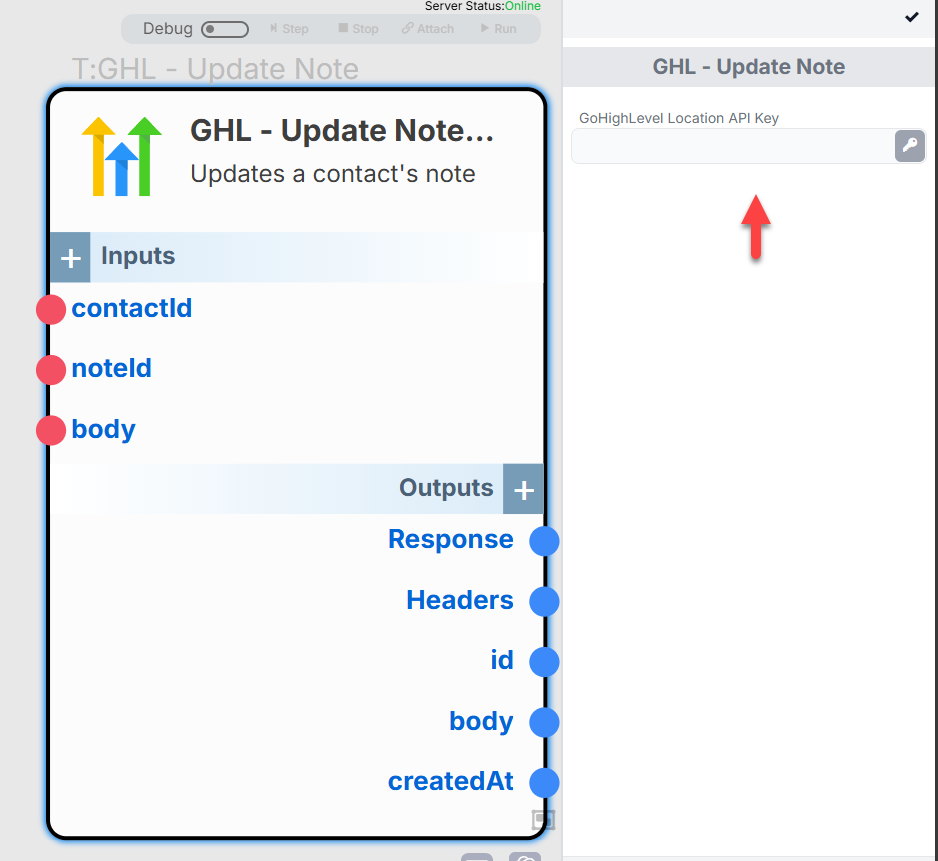 Server Status:Online
Debug Step Stop Attach Run
T:GHL - Update Note
GHL - Update Note...
Updates a contact's note
+ Inputs
contactId
noteId
body
Outputs +
Response
Headers
id
body
createdAt
GHL - Update Note
GoHighLevel Location API Key